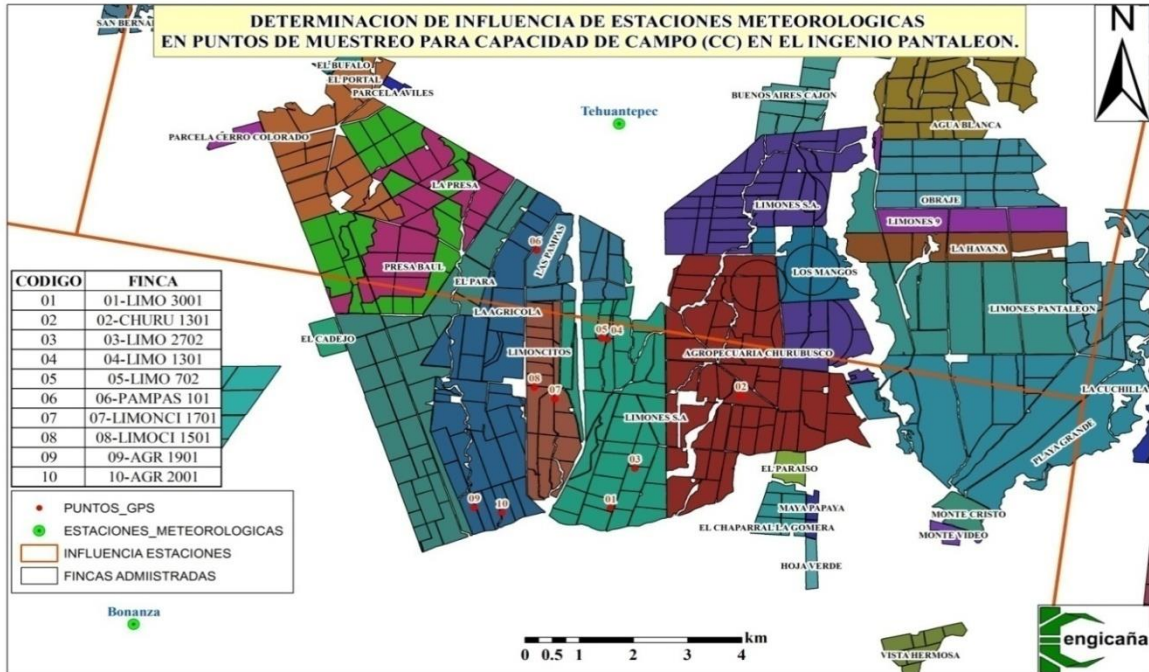 DETERMINACION DE INFLUENCIA DE ESTACIONES METEOROLOGICAS
EN PUNTOS DE MUESTREO PARA CAPACIDAD DE CAMPO (CC) EN EL INGENIO PANTALEON.
N
SAN BERNA
EL BUFALO
EL PORTAL
PARCELA AVILES
PARCELA CERRO COLORADO
Tehuantepec
BUENOS AIRES CAJON
AGUA BLANCA
LA PRESA
LIMONES S.A.
OBRAJE
LIMONES 9
LA HAVANA
06
LAS PAMPAS
PRESA BAUL
EL PARA
LOS MANGOS
LA AGRICOLA
LIMONES PANTALEON
EL CADEJO
LIMONCITOS
05
04
AGROPECUARIA CHURUBUSCO
08
07
02
LA CUCHILLA
LIMONES S.A
PLAYA GRANDE
03
EL PARAISO
09
10
01
MAYA PAPAYA
EL CHAPARRAL LA GOMERA
MONTE CRISTO
MONTE VIDEO
HOJA VERDE
VISTA HERMOSA
CODIGO FINCA
01 01-LIMO 3001
02 02-CHURU 1301
03 03-LIMO 2702
04 04-LIMO 1301
05 05-LIMO 702
06 06-PAMPAS 101
07 07-LIMONCI 1701
08 08-LIMOCI 1501
09 09-AGR 1901
10 10-AGR 2001
PUNTOS_GPS
ESTACIONES_METEOROLOGICAS
INFLUENCIA ESTACIONES
FINCAS ADMIISTRADAS
Bonanza
km
0 0.5 1 2 3 4
engicaña